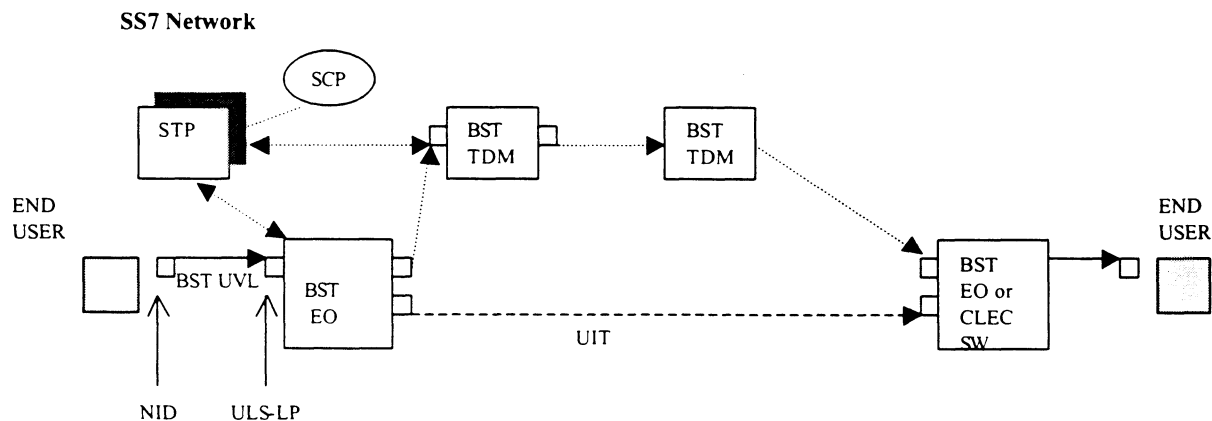 SS7 Network
SCP
STP
BST
TDM
BST
TDM
END
USER
END
USER
BST UVL
BST
EO
BST
EO or
CLEC
SW
UIT
NID
ULS-LP